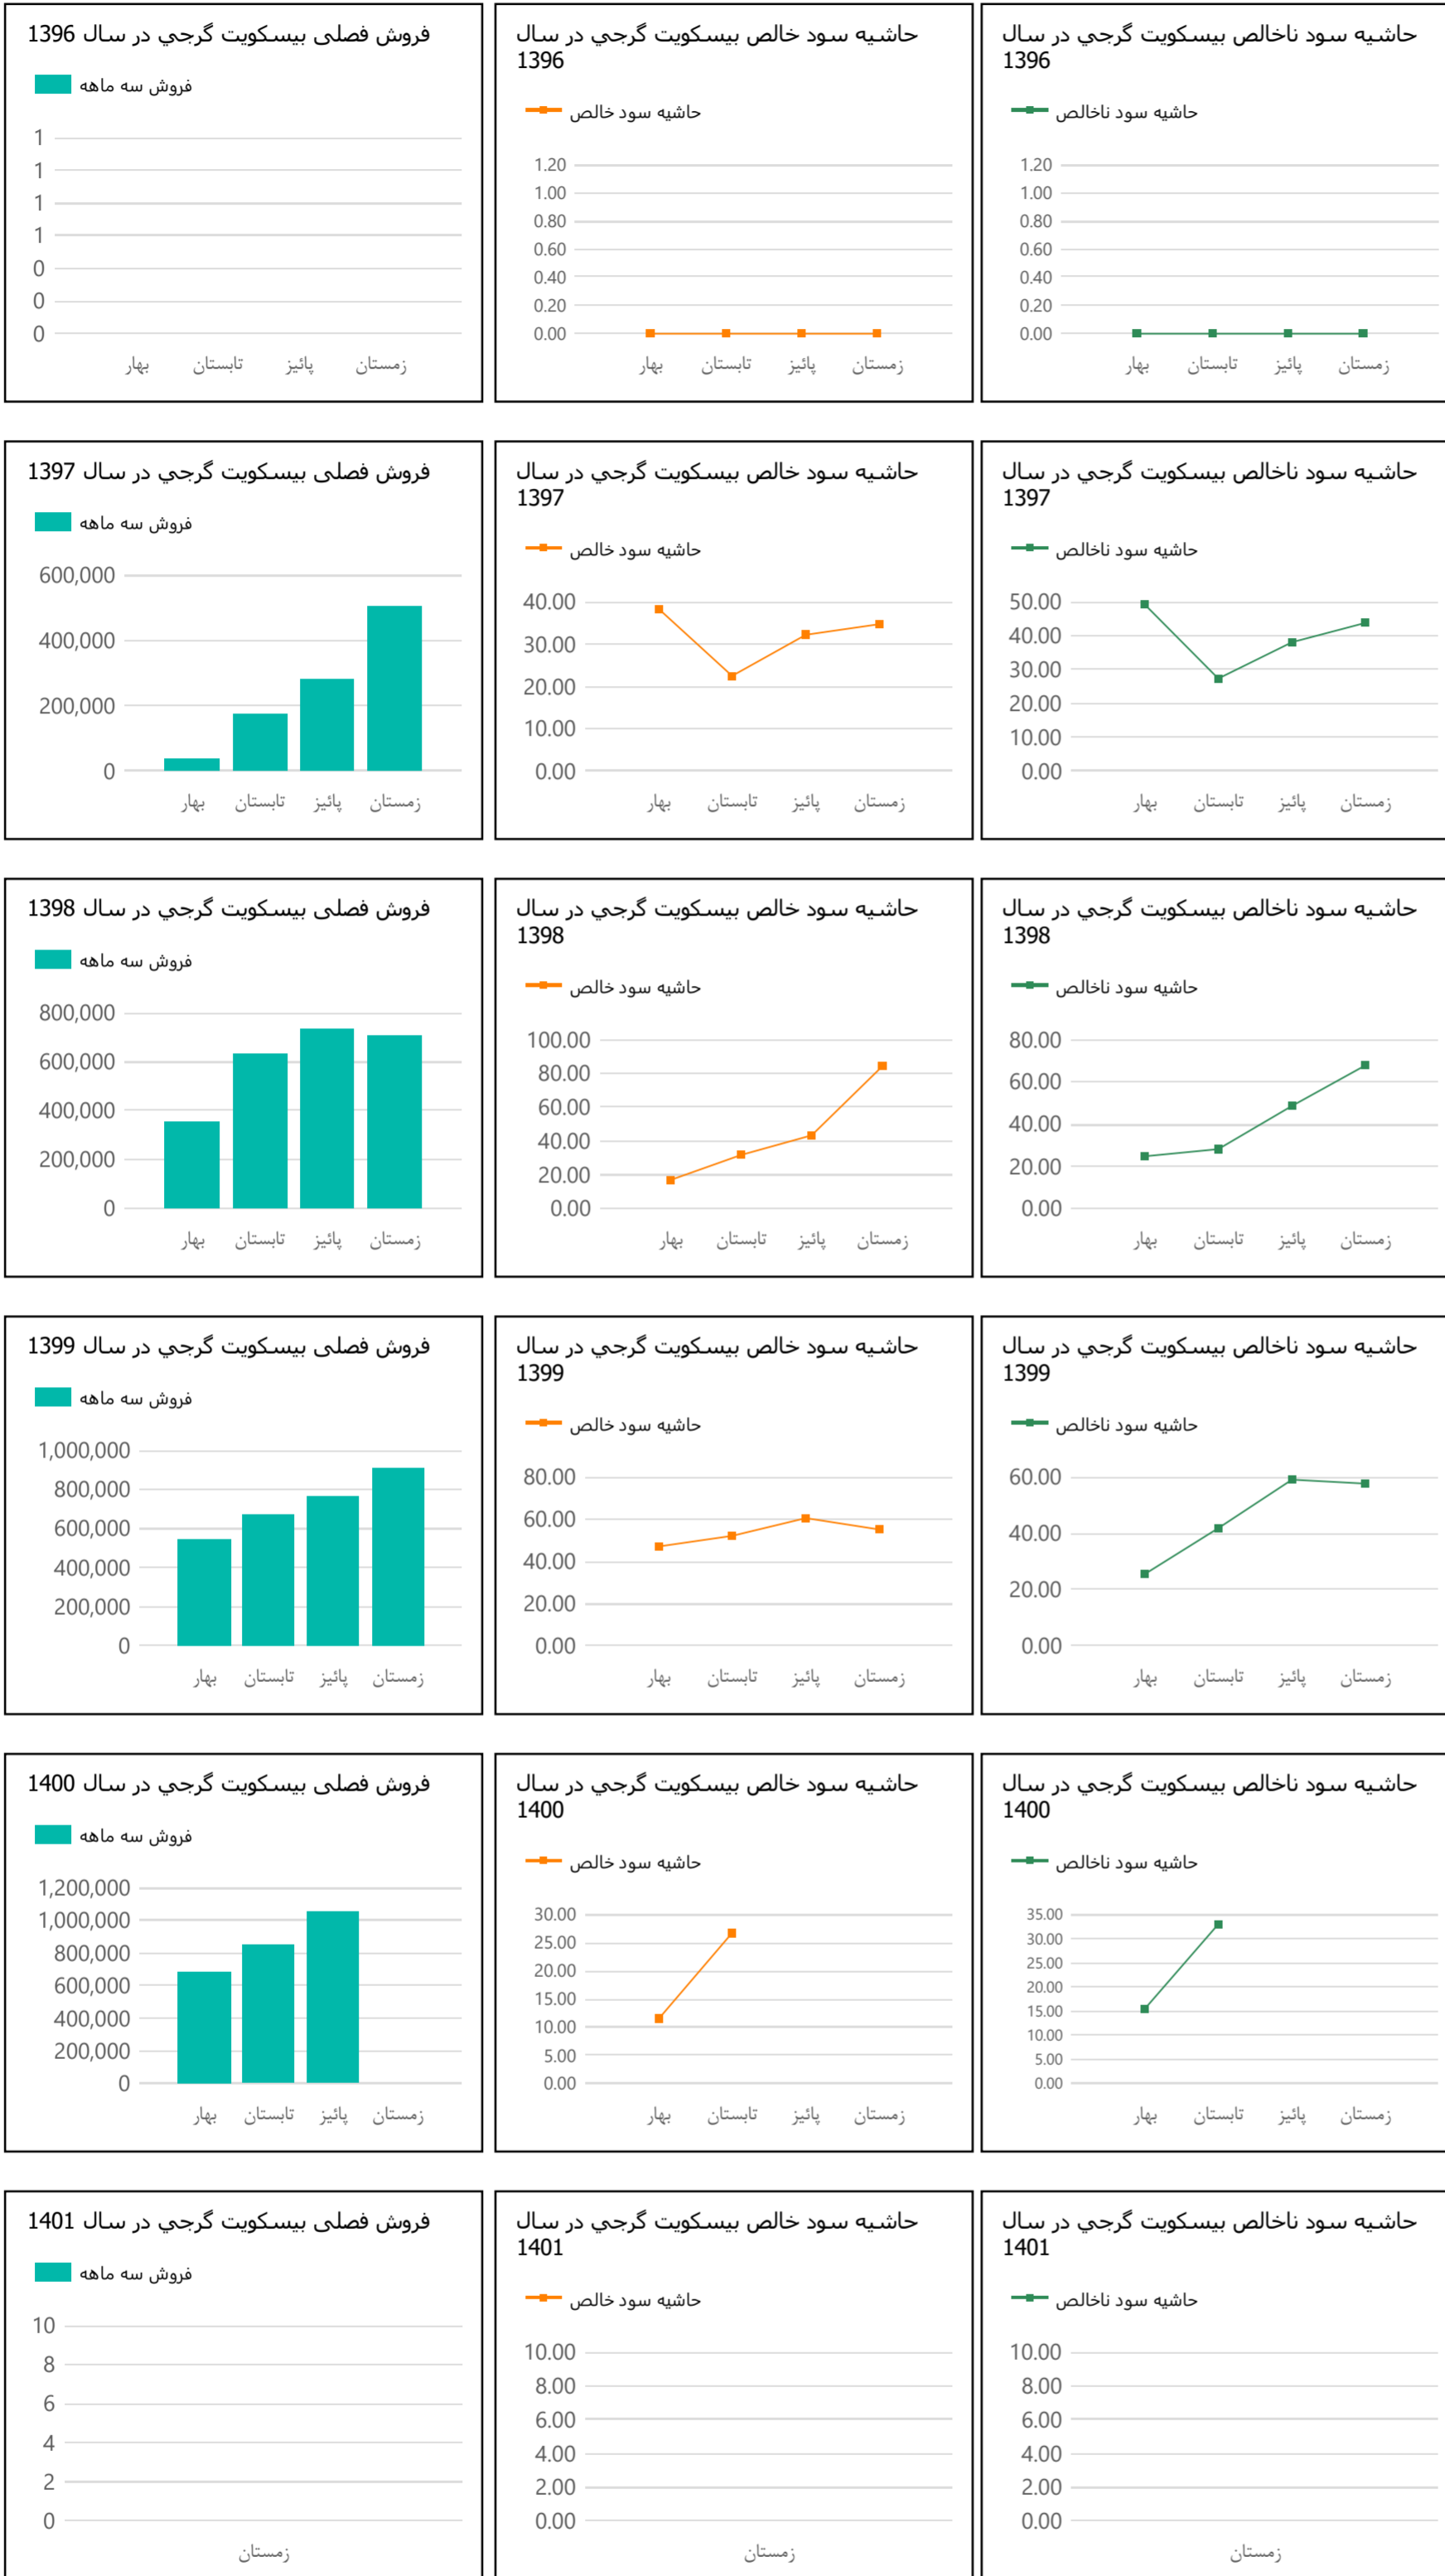 فروش فصلی بیسکویت گرجي در سال 1396
فروش سه ماهه
1
1
1
1
0
0
0
بهار تابستان پائیز زمستان
حاشیه سود خالص بیسکویت گرجي در سال
1396
حاشیه سود خالص
1.20
1.00
0.80
0.60
0.40
0.20
0.00
بهار تابستان پائیز زمستان
حاشیه سود ناخالص بیسکویت گرجي در سال
1396
حاشیه سود ناخالص
1.20
1.00
0.80
0.60
0.40
0.20
0.00
بهار تابستان پائیز زمستان
فروش فصلی بیسکویت گرجي در سال 1397
فروش سه ماهه
600,000
400,000
200,000
0
بهار تابستان پائیز زمستان
حاشیه سود خالص بیسکویت گرجي در سال
1397
حاشیه سود خالص
40.00
30.00
20.00
10.00
0.00
بهار تابستان پائیز زمستان
حاشیه سود ناخالص بیسکویت گرجي در سال
1397
حاشیه سود ناخالص
50.00
40.00
30.00
20.00
10.00
0.00
بهار تابستان پائیز زمستان
فروش فصلی بیسکویت گرجي در سال 1398
فروش سه ماهه
800,000
600,000
400,000
200,000
0
بهار تابستان پائیز زمستان
حاشیه سود خالص بیسکویت گرجي در سال
1398
حاشیه سود خالص
100.00
80.00
60.00
40.00
20.00
0.00
بهار تابستان پائیز زمستان
حاشیه سود ناخالص بیسکویت گرجي در سال
1398
حاشیه سود ناخالص
80.00
60.00
40.00
20.00
0.00
بهار تابستان پائیز زمستان
فروش فصلی بیسکویت گرجي در سال 1399
فروش سه ماهه
1,000,000
800,000
600,000
400,000
200,000
0
بهار تابستان پائیز زمستان
حاشیه سود خالص بیسکویت گرجي در سال
1399
حاشیه سود خالص
80.00
60.00
40.00
20.00
0.00
بهار تابستان پائیز زمستان
حاشیه سود ناخالص بیسکویت گرجي در سال
1399
حاشیه سود ناخالص
60.00
40.00
20.00
0.00
بهار تابستان پائیز زمستان
فروش فصلی بیسکویت گرجي در سال 1400
فروش سه ماهه
1,200,000
1,000,000
800,000
600,000
400,000
200,000
0
بهار تابستان پائیز زمستان
حاشیه سود خالص بیسکویت گرجي در سال
1400
حاشیه سود خالص
30.00
25.00
20.00
15.00
10.00
5.00
0.00
بهار تابستان پائیز زمستان
حاشیه سود ناخالص بیسکویت گرجي در سال
1400
حاشیه سود ناخالص
35.00
30.00
25.00
20.00
15.00
10.00
5.00
0.00
بهار تابستان پائیز زمستان
فروش فصلی بیسکویت گرجي در سال 1401
فروش سه ماهه
10
8
6
4
2
0
زمستان
حاشیه سود خالص بیسکویت گرجي در سال
1401
حاشیه سود خالص
10.00
8.00
6.00
4.00
2.00
0.00
زمستان
حاشیه سود ناخالص بیسکویت گرجي در سال
1401
حاشیه سود ناخالص
10.00
8.00
6.00
4.00
2.00
0.00
زمستان